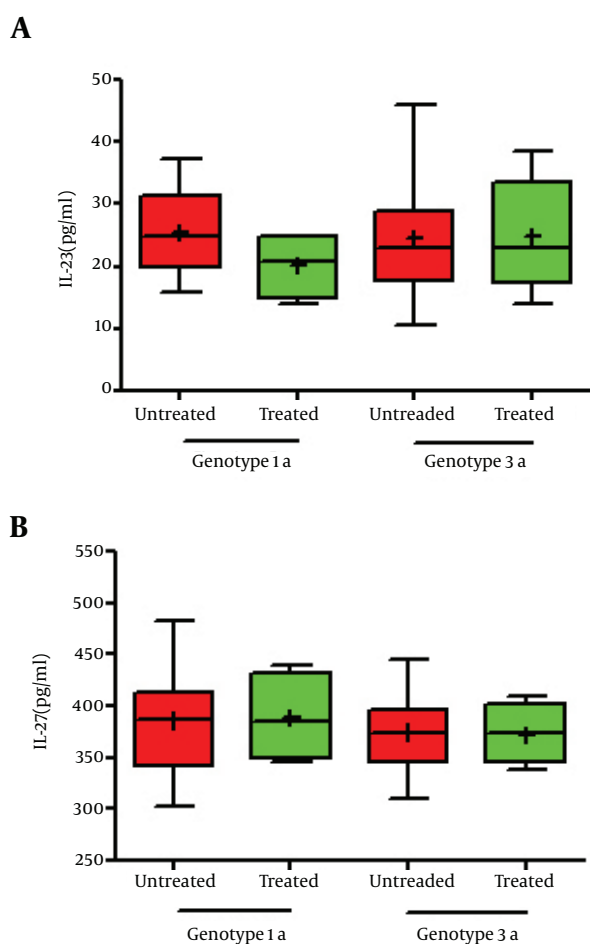 A
50
40
30
20
10
0
IL-23(pg/ml)
Untreated Treated Untreaded Treated
Genotype 1 a Genotype 3 a
B
550
500
450
400
350
300
250
IL-27(pg/ml)
Untreated Treated Untreaded Treated
Genotype 1 a Genotype 3 a